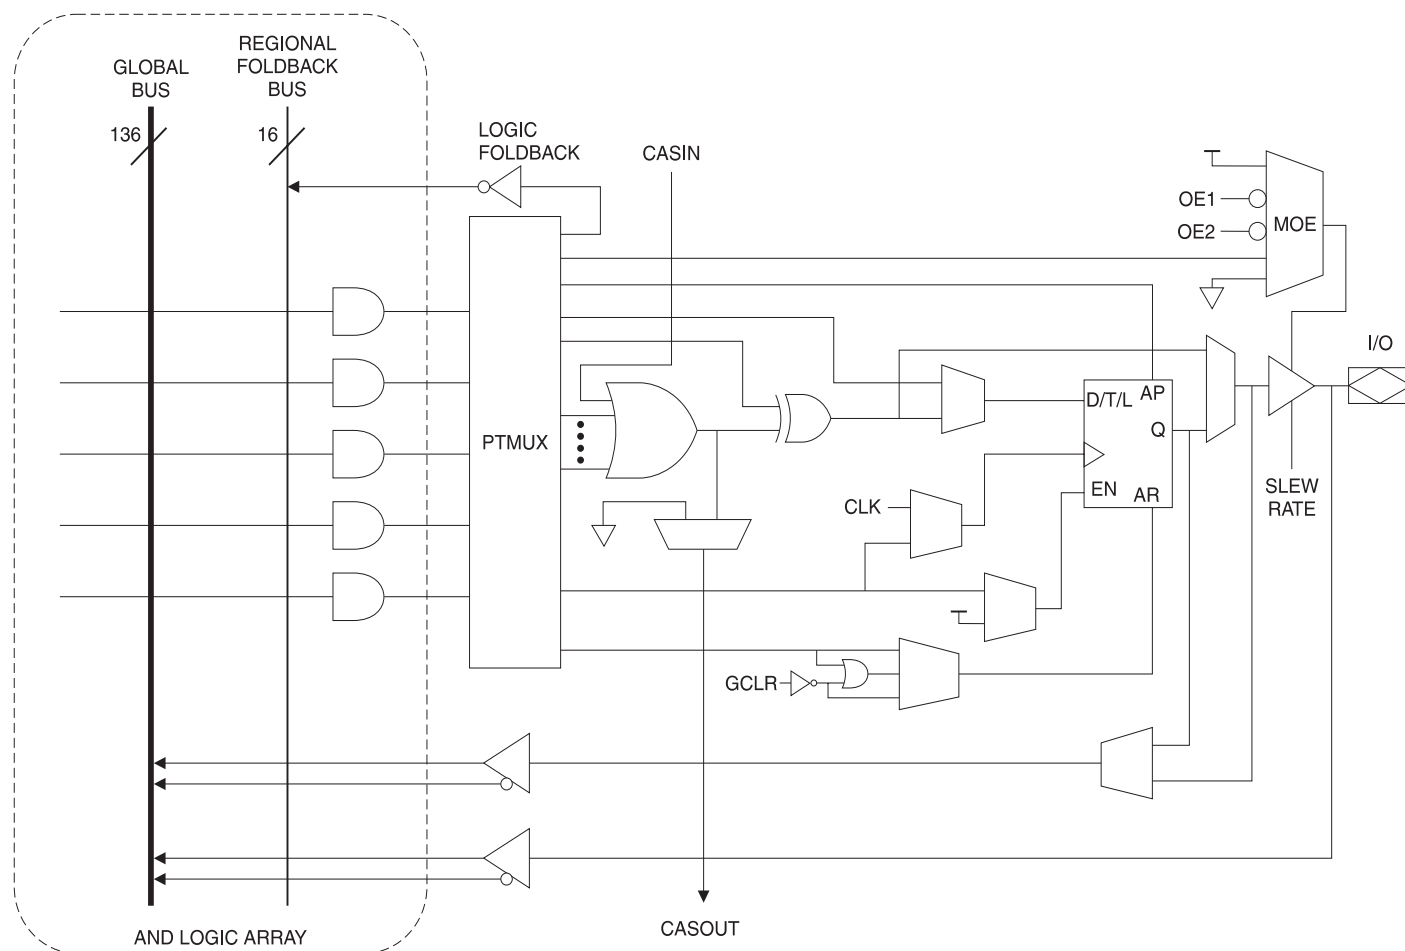 GLOBAL
BUS
REGIONAL
FOLDBACK
BUS
136
16
LOGIC
FOLDBACK
CASIN
OE1
OE2
MOE
I/O
PTMUX
D/T/L
AP
Q
EN
AR
CLK
SLEW
RATE
GCLR
CASOUT
AND LOGIC ARRAY